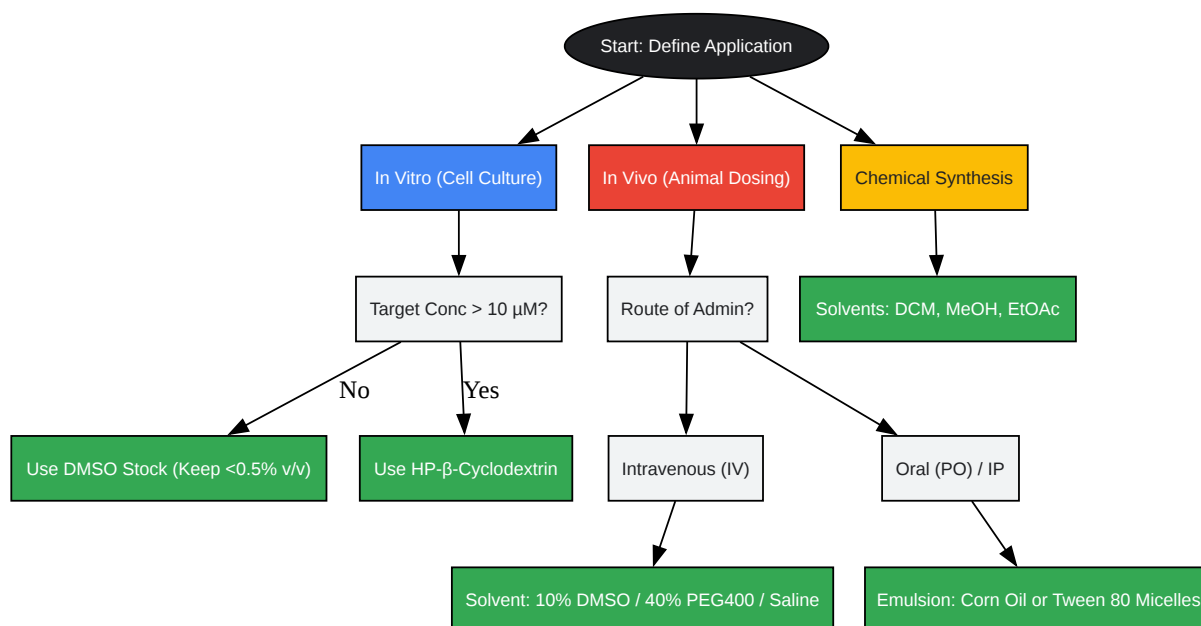 Start: Define Application
In Vitro (Cell Culture)
In Vivo (Animal Dosing)
Chemical Synthesis
Target Conc > 10 µM?
Route of Admin?
Solvents: DCM, MeOH, EtOAc
No
Yes
Use DMSO Stock (Keep <0.5% v/v)
Use HP-β-Cyclodextrin
Intravenous (IV)
Oral (PO) / IP
Solvent: 10% DMSO / 40% PEG400 / Saline
Emulsion: Corn Oil or Tween 80 Micelles